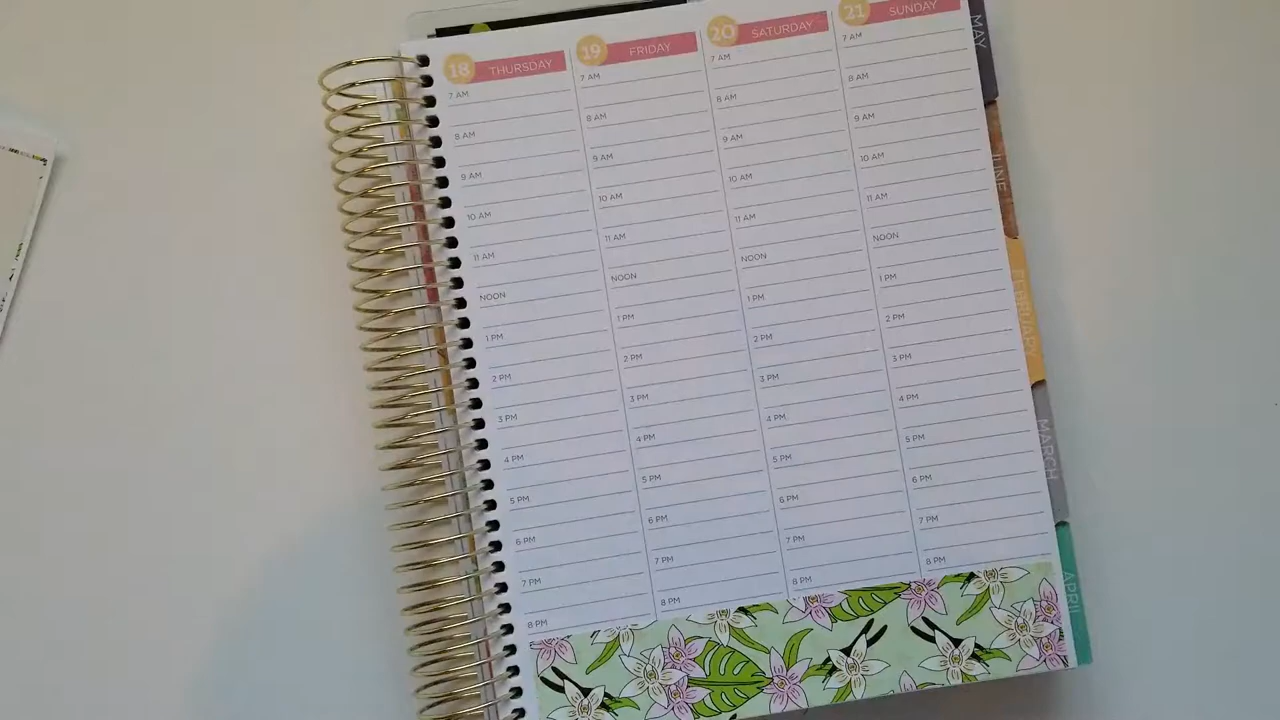 18 THURSDAY
7 AM
8 AM
9 AM
10 AM
11 AM
NOON
1 PM
2 PM
3 PM
4 PM
5 PM
6 PM
7 PM
8 PM
19 FRIDAY
7 AM
8 AM
9 AM
10 AM
11 AM
NOON
1 PM
2 PM
3 PM
4 PM
5 PM
6 PM
7 PM
8 PM
20 SATURDAY
7 AM
8 AM
9 AM
10 AM
11 AM
NOON
1 PM
2 PM
3 PM
4 PM
5 PM
6 PM
7 PM
8 PM
21 SUNDAY
7 AM
8 AM
9 AM
10 AM
11 AM
NOON
1 PM
2 PM
3 PM
4 PM
5 PM
6 PM
7 PM
8 PM
MAY
JUNE
FEBRUARY
MARCH
APRIL